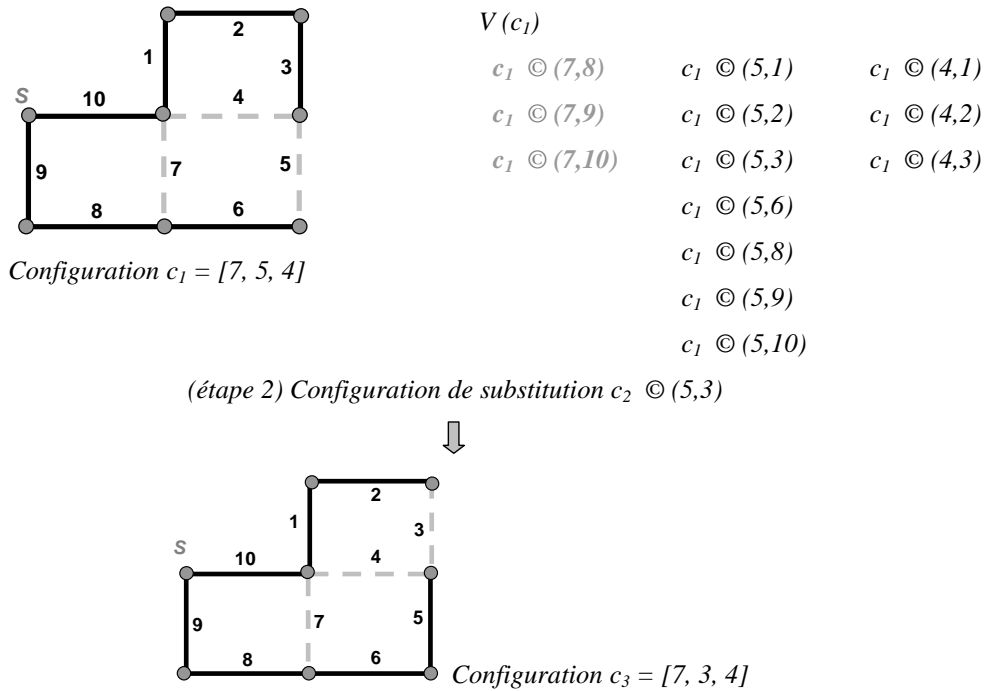 V (c1)
c1 © (7,8) c1 © (5,1) c1 © (4,1)
c1 © (7,9) c1 © (5,2) c1 © (4,2)
c1 © (7,10) c1 © (5,3) c1 © (4,3)
c1 © (5,6)
c1 © (5,8)
c1 © (5,9)
c1 © (5,10)
2
1
3
S
10
4
9
7
5
8
6
Configuration c1 = [7, 5, 4]
(étape 2) Configuration de substitution c2 © (5,3)
2
1
3
S
10
4
9
7
5
8
6
Configuration c3 = [7, 3, 4]